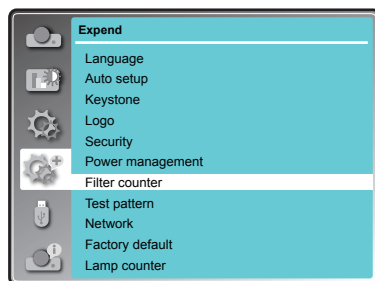 Expend
Language
Auto setup
Keystone
Logo
Security
Power management
Filter counter
Test pattern
Network
Factory default
Lamp counter